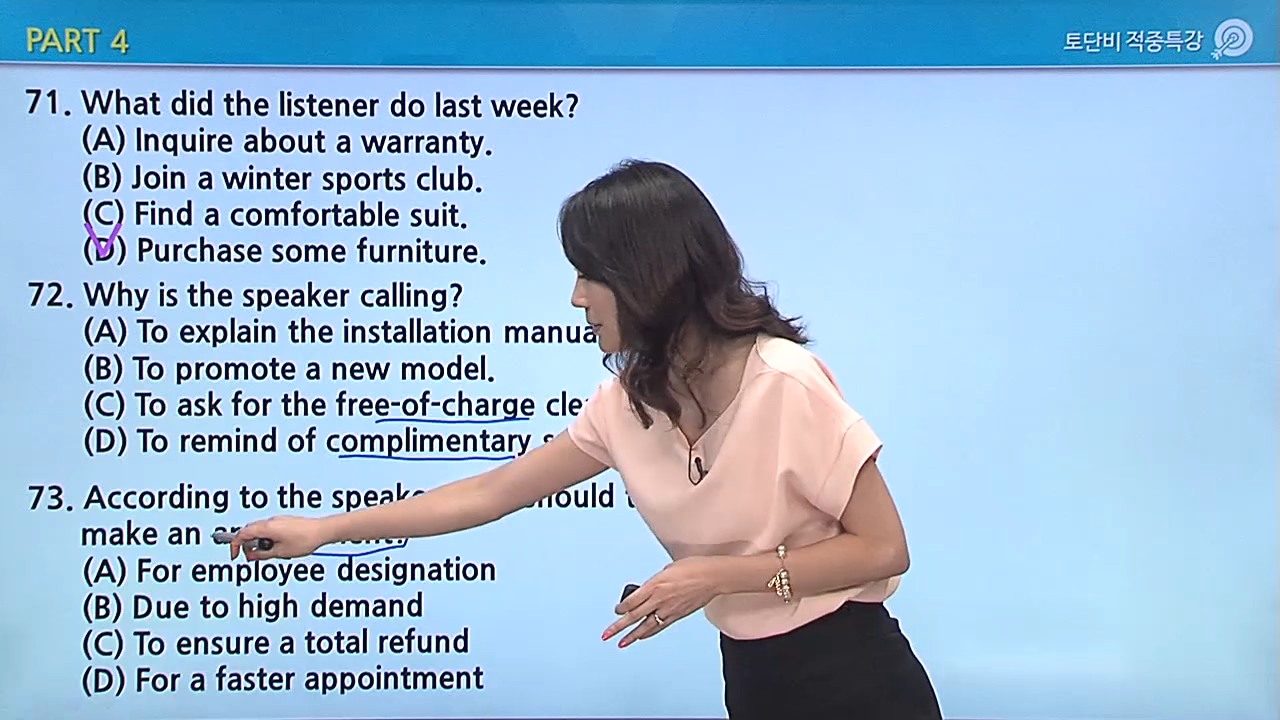 PART 4
토단비 적중특강
71. What did the listener do last week?
(A) Inquire about a warranty.
(B) Join a winter sports club.
(C) Find a comfortable suit.
(D) Purchase some furniture.
72. Why is the speaker calling?
(A) To explain the installation
(B) To promote a new model.
(C) To ask for the free-of-charge
(D) To remind of complimentary
73. According to the
make an
(A) For employee designation
(B) Due to high demand
(C) To ensure a total refund
(D) For a faster appointment